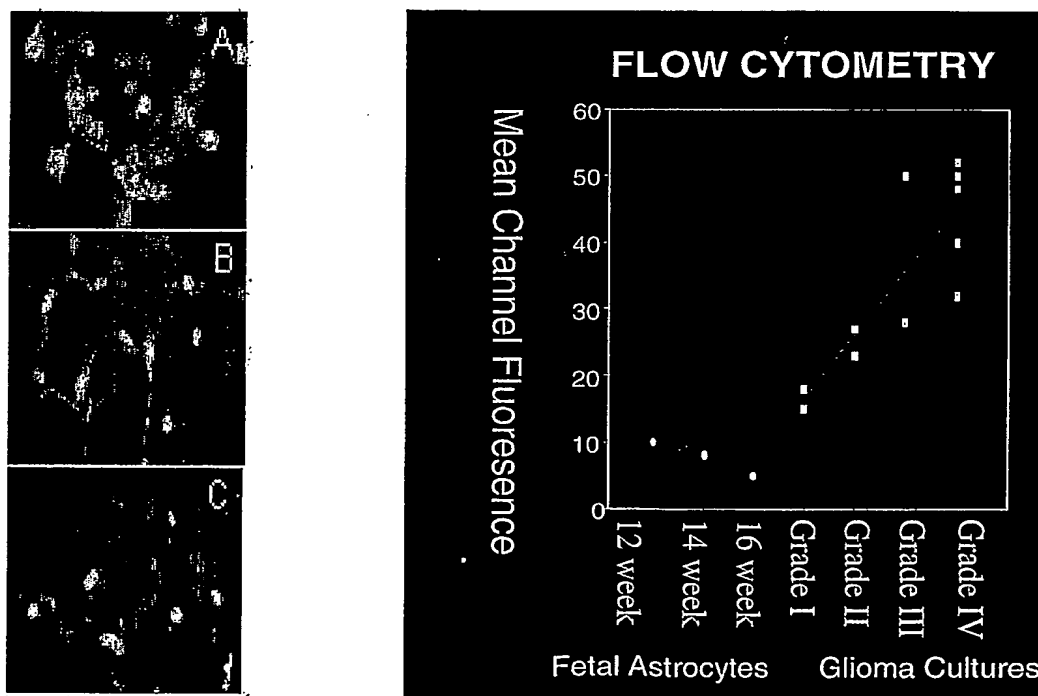 A
B
C
FLOW CYTOMETRY
Mean Channel Fluoresence
60
50
40
30
20
10
0
12 week
14 week
16 week
Grade I
Grade II
Grade III
Grade IV
Fetal Astrocytes
Glioma Cultures